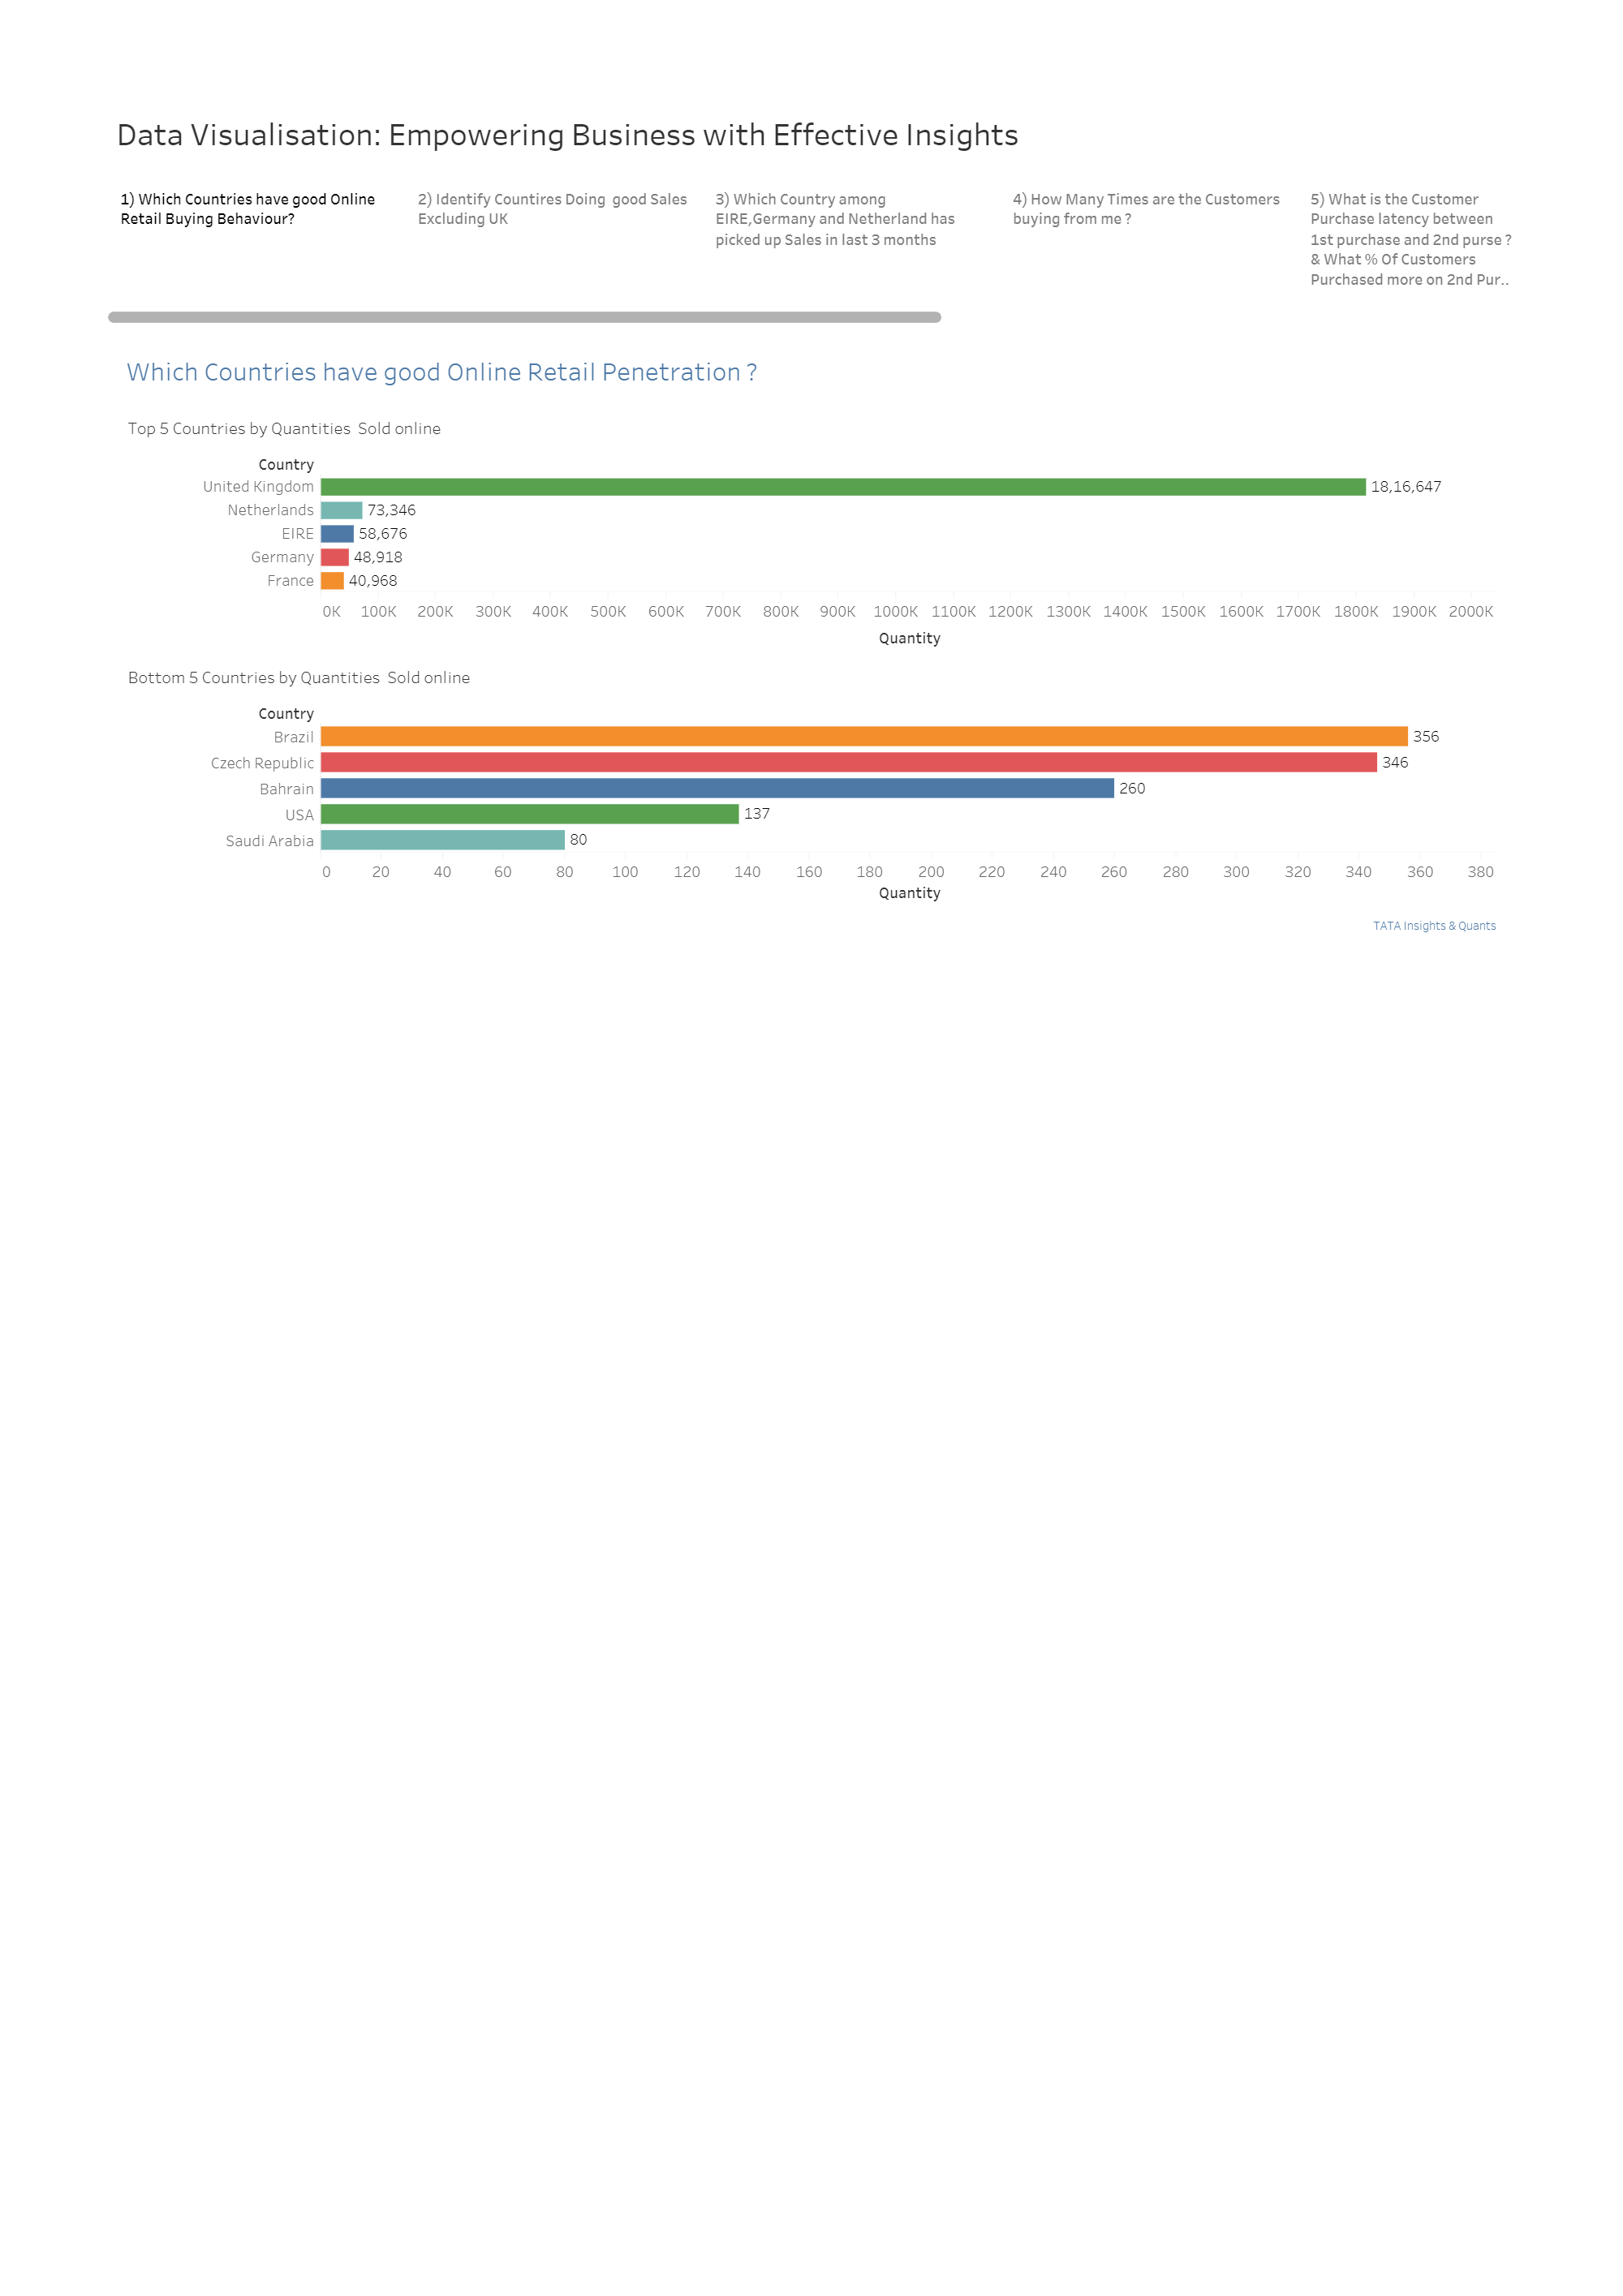 Data Visualisation: Empowering Business with Effective Insights
1) Which Countries have good Online
Retail Buying Behaviour?
2) Identify Countires Doing  good Sales
Excluding UK
3) Which Country among
EIRE,Germany and Netherland has
picked up Sales in last 3 months
4) How Many Times are the Customers
buying from me ?
5) What is the Customer
Purchase latency between
1st purchase and 2nd purse ?
& What % Of Customers
Purchased more on 2nd Pur..
Which Countries have good Online Retail Penetration ?
Top 5 Countries by Quantities  Sold online
Country
United Kingdom 18,16,647
Netherlands 73,346
EIRE 58,676
Germany 48,918
France 40,968
0K 100K 200K 300K 400K 500K 600K 700K 800K 900K 1000K 1100K 1200K 1300K 1400K 1500K 1600K 1700K 1800K 1900K 2000K
Quantity
Bottom 5 Countries by Quantities  Sold online
Country
Brazil 356
Czech Republic 346
Bahrain 260
USA 137
Saudi Arabia 80
0 20 40 60 80 100 120 140 160 180 200 220 240 260 280 300 320 340 360 380
Quantity
TATA Insights & Quants